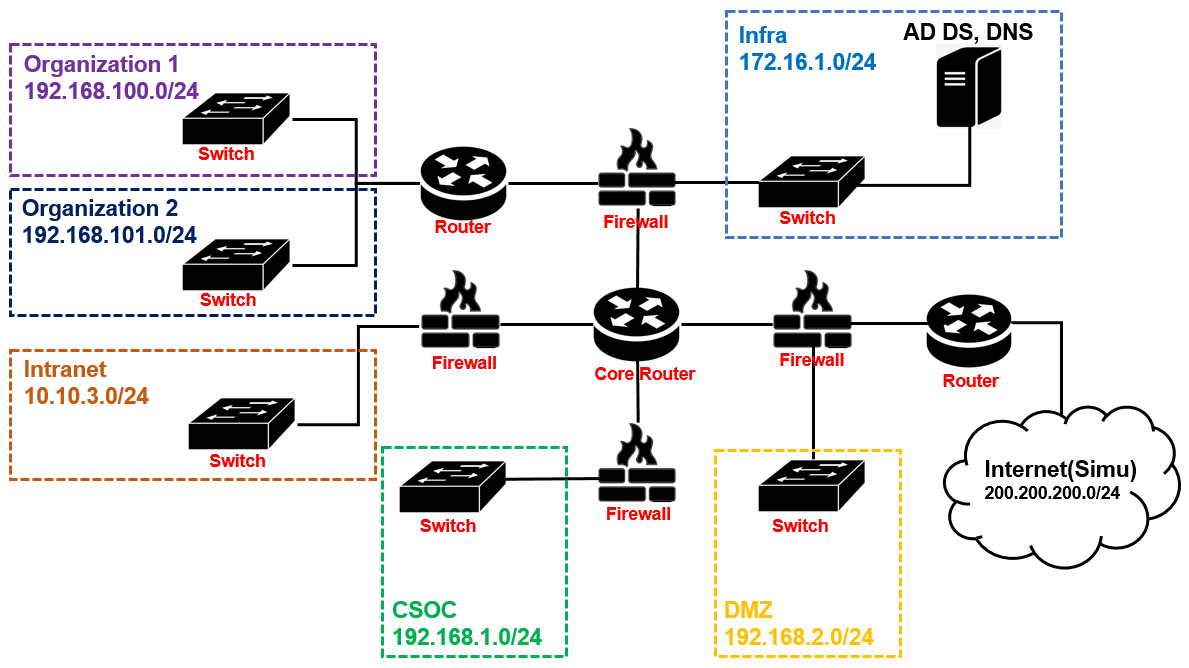 Organization 1
192.168.100.0/24
Switch
Organization 2
192.168.101.0/24
Switch
Router
Firewall
Infra
172.16.1.0/24
AD DS, DNS
Switch
Intranet
10.10.3.0/24
Switch
Firewall
Core Router
Firewall
Router
Internet(Simu)
200.200.200.0/24
Switch
Firewall
CSOC
192.168.1.0/24
Switch
DMZ
192.168.2.0/24